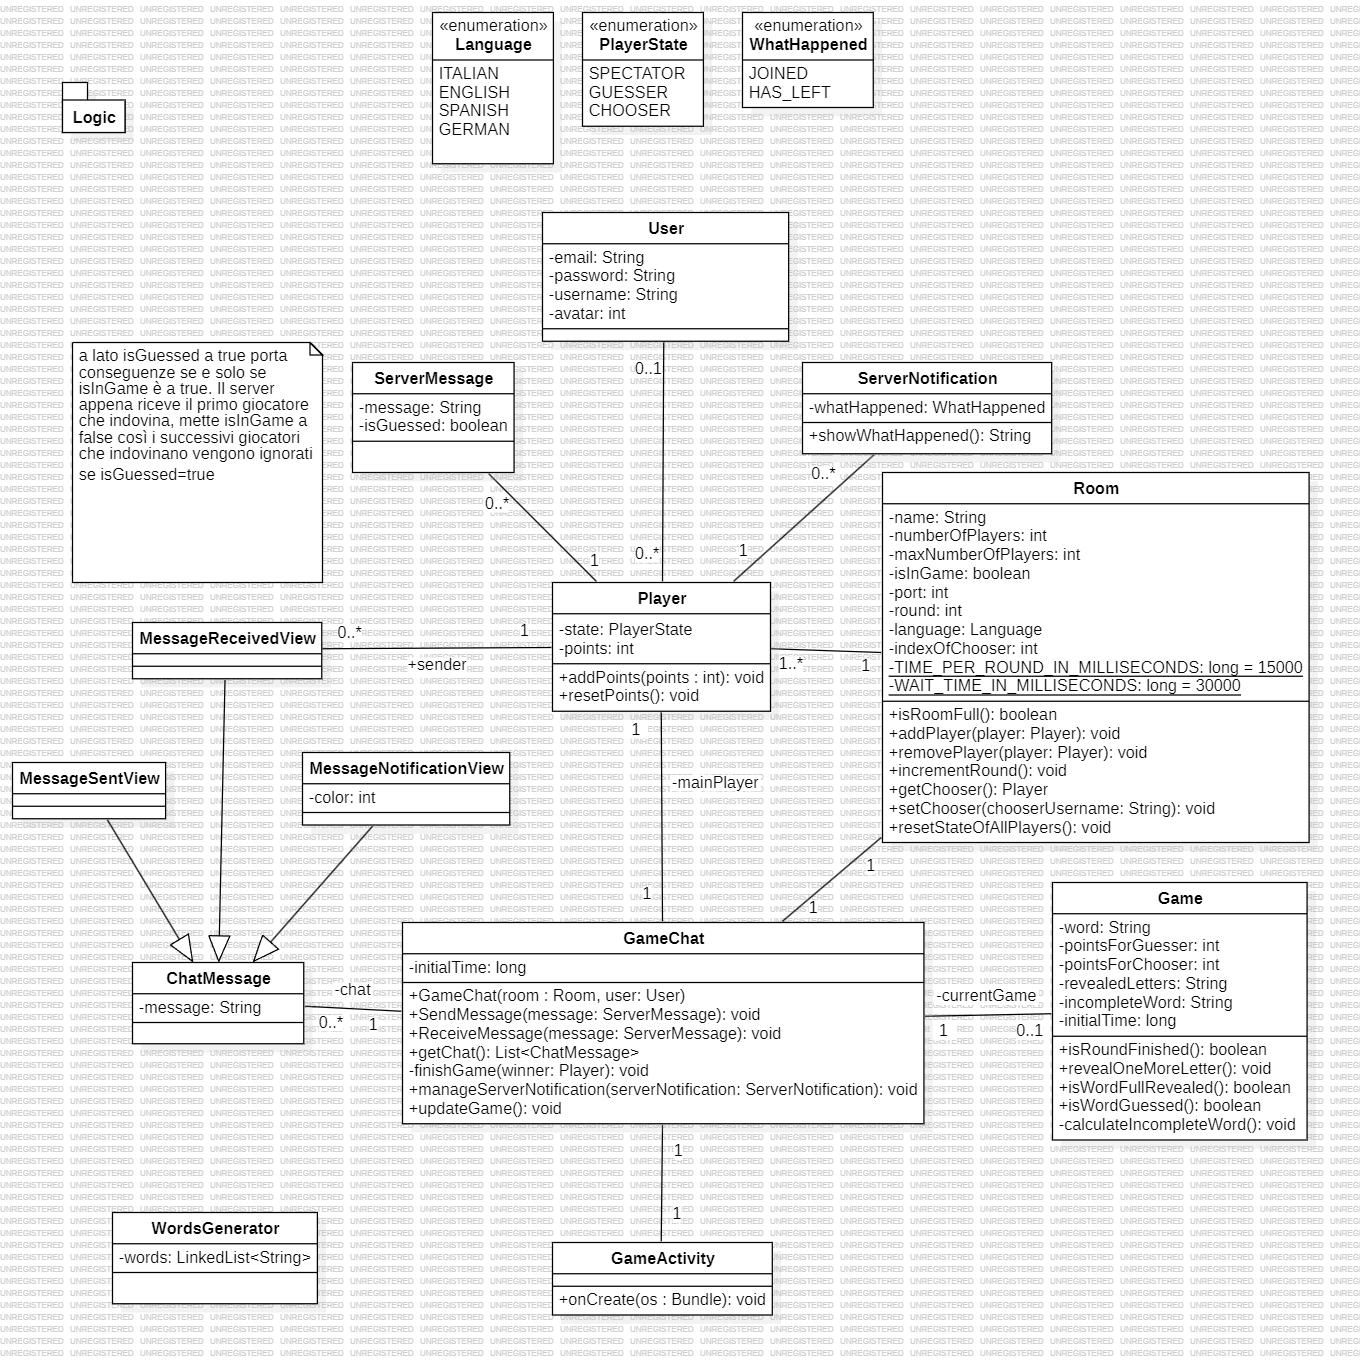 «enumeration»
Language
ITALIAN
ENGLISH
SPANISH
GERMAN
«enumeration»
PlayerState
SPECTATOR
GUESSER
CHOOSER
«enumeration»
WhatHappened
JOINED
HAS_LEFT
Logic
User
-email: String
-password: String
-username: String
-avatar: int
a lato isGuessed a true porta
conseguenze se e solo se
isInGame è a true. Il server
appena riceve il primo giocatore
che indovina, mette isInGame a
false così i successivi giocatori
che indovinano vengono ignorati
se isGuessed=true
ServerMessage
-message: String
-isGuessed: boolean
0..1
ServerNotification
-whatHappened: WhatHappened
+showWhatHappened(): String
0..*
1
0..*
0..*
1
Room
-name: String
-numberOfPlayers: int
-maxNumberOfPlayers: int
-isInGame: boolean
-port: int
-round: int
-language: Language
-indexOfChooser: int
-TIME_PER_ROUND_IN_MILLISECONDS: long = 15000
-WAIT_TIME_IN_MILLISECONDS: long = 30000
+isRoomFull(): boolean
+addPlayer(player: Player): void
+removePlayer(player: Player): void
+incrementRound(): void
+getChooser(): Player
+setChooser(chooserUsername: String): void
+resetStateOfAllPlayers(): void
Player
-state: PlayerState
-points: int
+addPoints(points : int): void
+resetPoints(): void
MessageReceivedView
0..*
1
+sender
1..*
1
1
-mainPlayer
1
MessageSentView
MessageNotificationView
-color: int
1
1
ChatMessage
-message: String
-chat
0..*
1
GameChat
-initialTime: long
+GameChat(room : Room, user: User)
+SendMessage(message: ServerMessage): void
+ReceiveMessage(message: ServerMessage): void
+getChat(): List<ChatMessage>
-finishGame(winner: Player): void
+manageServerNotification(serverNotification: ServerNotification): void
+updateGame(): void
-currentGame
1
0..1
Game
-word: String
-pointsForGuesser: int
-pointsForChooser: int
-revealedLetters: String
-incompleteWord: String
-initialTime: long
+isRoundFinished(): boolean
+revealOneMoreLetter(): void
+isWordFullRevealed(): boolean
+isWordGuessed(): boolean
-calculateIncompleteWord(): void
1
1
WordsGenerator
-words: LinkedList<String>
GameActivity
+onCreate(os : Bundle): void